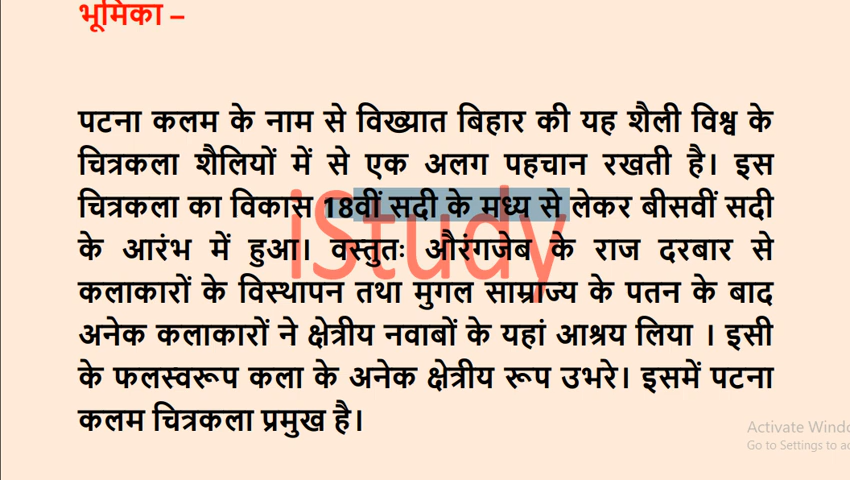 भूमिका –
पटना कलम के नाम से विख्यात बिहार की यह शैली विश्व के
चित्रकला शैलियों में से एक अलग पहचान रखती है। इस
चित्रकला का विकास 18वीं सदी के मध्य से लेकर बीसवीं सदी
के आरंभ में हुआ। वस्तुतः औरंगजेब के राज दरबार से
कलाकारों के विस्थापन तथा मुगल साम्राज्य के पतन के बाद
अनेक कलाकारों ने क्षेत्रीय नवाबों के यहां आश्रय लिया । इसी
के फलस्वरूप कला के अनेक क्षेत्रीय रूप उभरे। इसमें पटना
कलम चित्रकला प्रमुख है।
iStudy
Activate Windo
Go to Settings to a